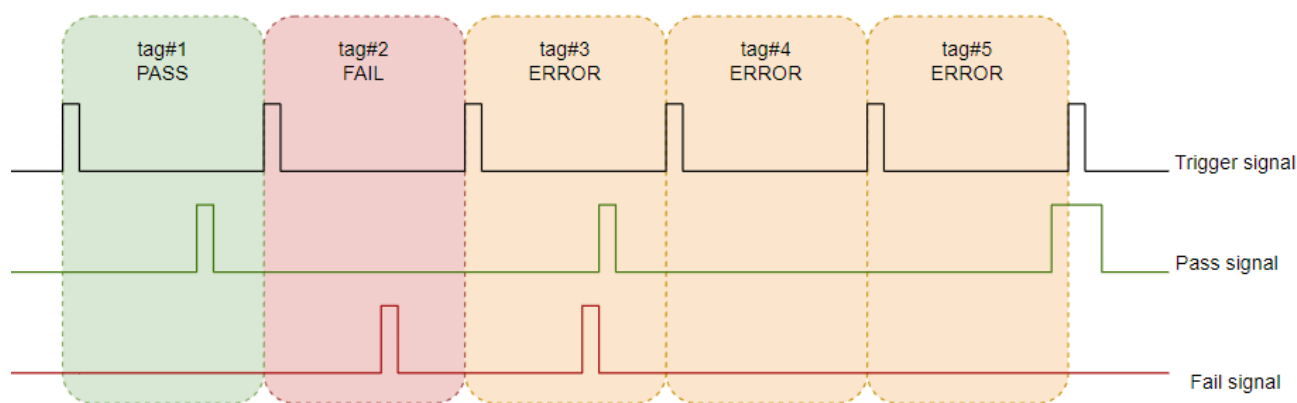 tag#1
PASS
tag#2
FAIL
tag#3
ERROR
tag#4
ERROR
tag#5
ERROR
Trigger signal
Pass signal
Fail signal